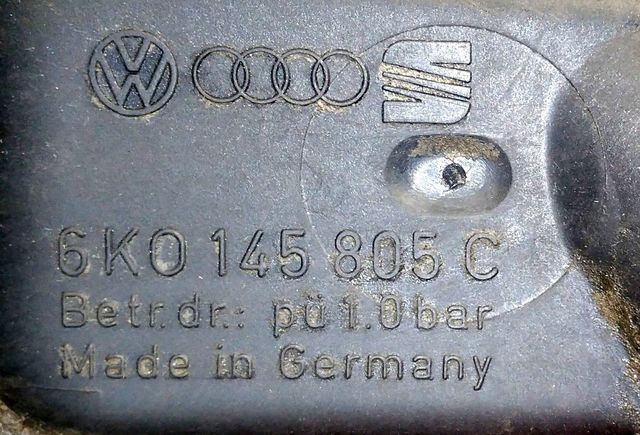 6K0 145 805 C
Betr.dr.: pü 1.0 bar
Made in Germany